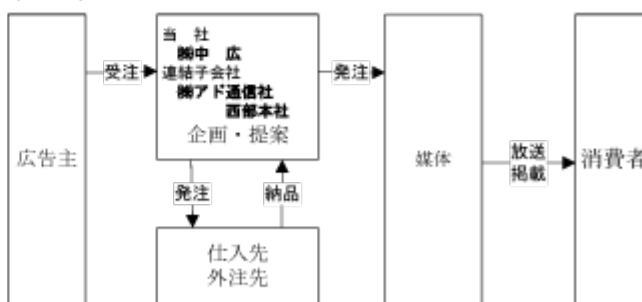 広告主
受注
当　社
㈱中　広
連結子会社
㈱アド通信社
西部本社
企画・提案
発注
納品
仕入先
外注先
発注
媒体
放送
掲載
消費者